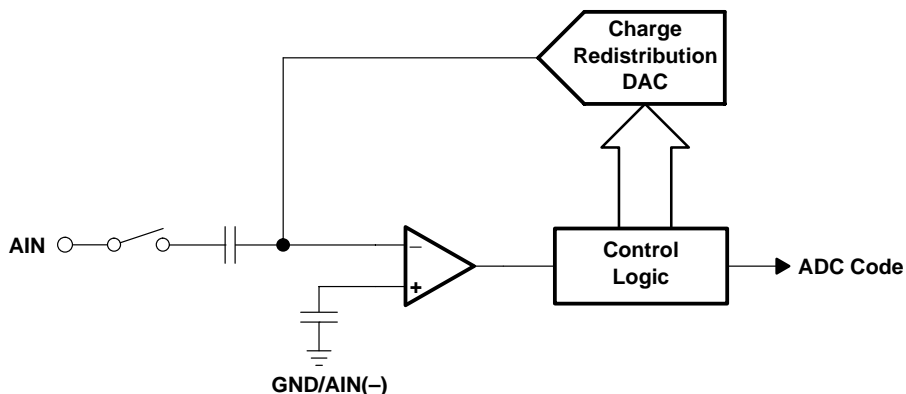 Charge
Redistribution
DAC
AIN
−
+
Control
Logic
ADC Code
GND/AIN(−)